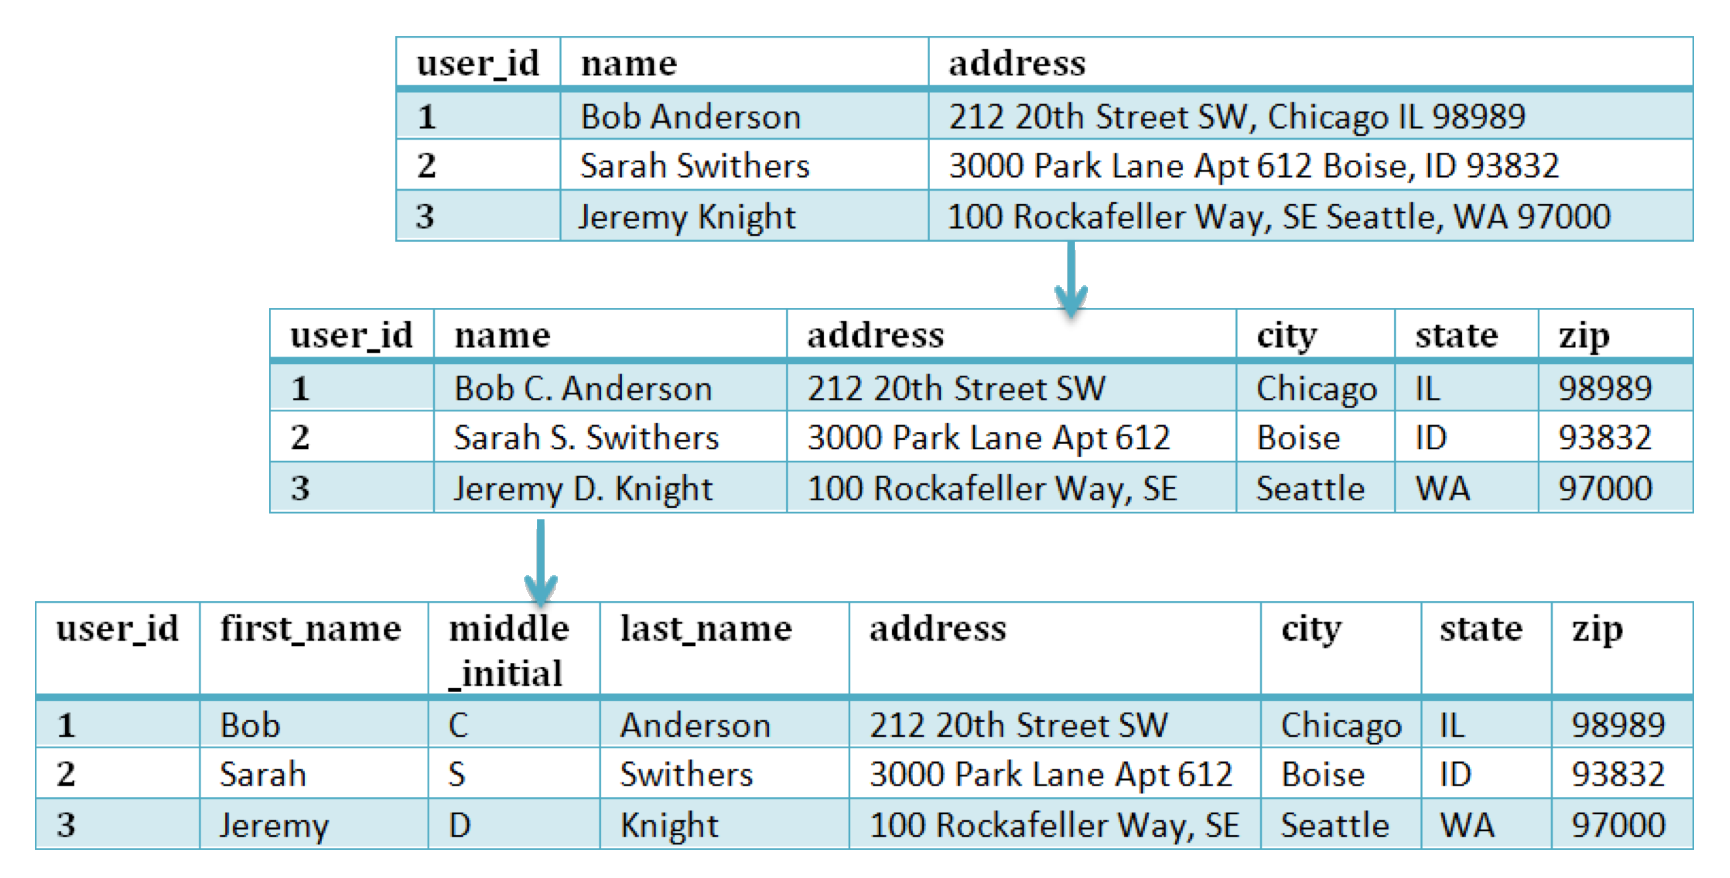 user_id name address
1 Bob Anderson 212 20th Street SW, Chicago IL 98989
2 Sarah Swithers 3000 Park Lane Apt 612 Boise, ID 93832
3 Jeremy Knight 100 Rockafeller Way, SE Seattle, WA 97000
user_id name address city state zip
1 Bob C. Anderson 212 20th Street SW Chicago IL 98989
2 Sarah S. Swithers 3000 Park Lane Apt 612 Boise ID 93832
3 Jeremy D. Knight 100 Rockafeller Way, SE Seattle WA 97000
user_id first_name middle last_name address city state zip
_initial
1 Bob C Anderson 212 20th Street SW Chicago IL 98989
2 Sarah S Swithers 3000 Park Lane Apt 612 Boise ID 93832
3 Jeremy D Knight 100 Rockafeller Way, SE Seattle WA 97000